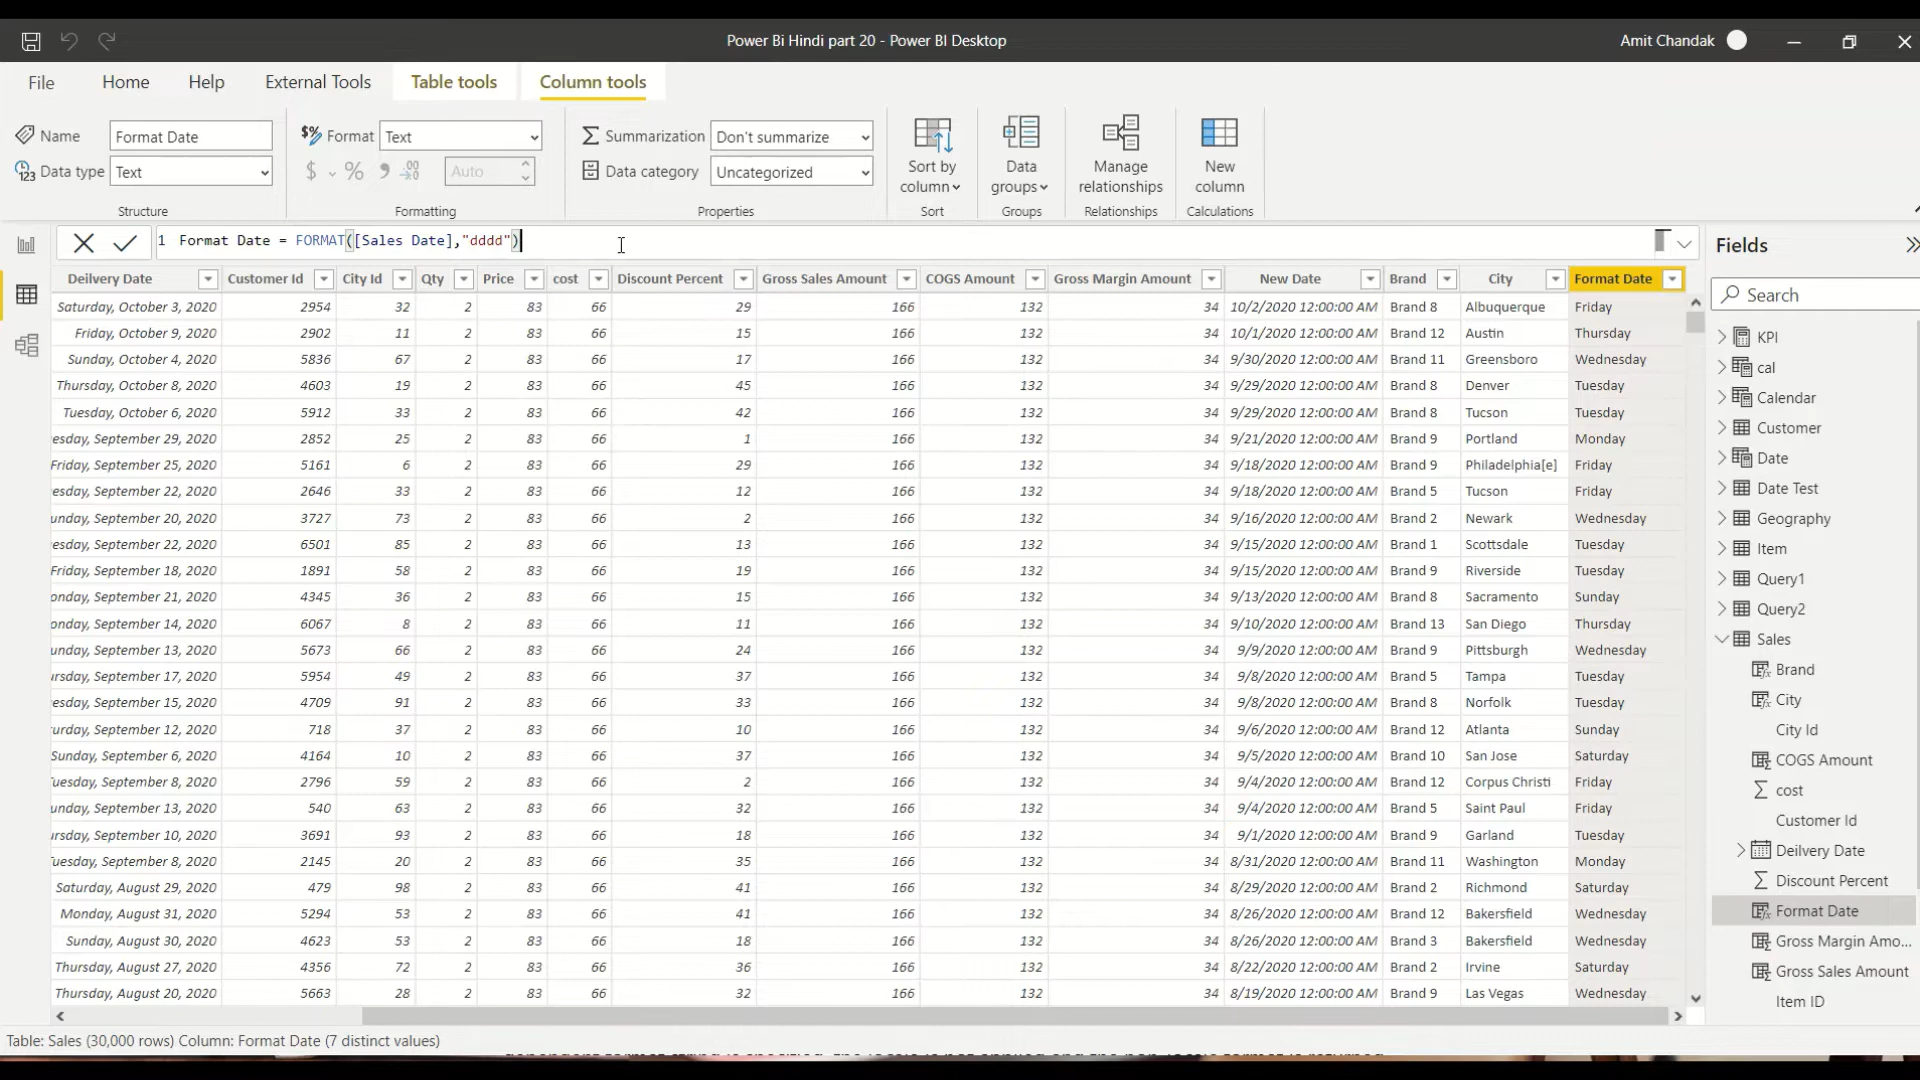 Power Bi Hindi part 20 - Power BI Desktop
Amit Chandak
File Home Help External Tools Table tools Column tools
Name Format Date
Format Text
Summarization Don't summarize
Data type Text
$ % Auto
Data category Uncategorized
Sort by column
Data groups
Manage relationships
New column
Structure Formatting Properties Sort Groups Relationships Calculations
1 Format Date = FORMAT([Sales Date],"dddd")
Deilvery Date Customer Id City Id Qty Price cost Discount Percent Gross Sales Amount COGS Amount Gross Margin Amount New Date Brand City Format Date
Saturday, October 3, 2020 2954 32 2 83 66 29 166 132 34 10/2/2020 12:00:00 AM Brand 8 Albuquerque Friday
Friday, October 9, 2020 2902 11 2 83 66 15 166 132 34 10/1/2020 12:00:00 AM Brand 12 Austin Thursday
Sunday, October 4, 2020 5836 67 2 83 66 17 166 132 34 9/30/2020 12:00:00 AM Brand 11 Greensboro Wednesday
Thursday, October 8, 2020 4603 19 2 83 66 45 166 132 34 9/29/2020 12:00:00 AM Brand 8 Denver Tuesday
Tuesday, October 6, 2020 5912 33 2 83 66 42 166 132 34 9/29/2020 12:00:00 AM Brand 8 Tucson Tuesday
esday, September 29, 2020 2852 25 2 83 66 1 166 132 34 9/21/2020 12:00:00 AM Brand 9 Portland Monday
Friday, September 25, 2020 5161 6 2 83 66 29 166 132 34 9/18/2020 12:00:00 AM Brand 9 Philadelphia[e] Friday
esday, September 22, 2020 2646 33 2 83 66 12 166 132 34 9/18/2020 12:00:00 AM Brand 5 Tucson Friday
unday, September 20, 2020 3727 73 2 83 66 2 166 132 34 9/16/2020 12:00:00 AM Brand 2 Newark Wednesday
esday, September 22, 2020 6501 85 2 83 66 13 166 132 34 9/15/2020 12:00:00 AM Brand 1 Scottsdale Tuesday
Friday, September 18, 2020 1891 58 2 83 66 19 166 132 34 9/15/2020 12:00:00 AM Brand 9 Riverside Tuesday
onday, September 21, 2020 4345 36 2 83 66 15 166 132 34 9/13/2020 12:00:00 AM Brand 8 Sacramento Sunday
onday, September 14, 2020 6067 8 2 83 66 11 166 132 34 9/10/2020 12:00:00 AM Brand 13 San Diego Thursday
unday, September 13, 2020 5673 66 2 83 66 24 166 132 34 9/9/2020 12:00:00 AM Brand 9 Pittsburgh Wednesday
ursday, September 17, 2020 5954 49 2 83 66 37 166 132 34 9/8/2020 12:00:00 AM Brand 5 Tampa Tuesday
esday, September 15, 2020 4709 91 2 83 66 33 166 132 34 9/8/2020 12:00:00 AM Brand 8 Norfolk Tuesday
urday, September 12, 2020 718 37 2 83 66 10 166 132 34 9/6/2020 12:00:00 AM Brand 12 Atlanta Sunday
Sunday, September 6, 2020 4164 10 2 83 66 37 166 132 34 9/5/2020 12:00:00 AM Brand 10 San Jose Saturday
uesday, September 8, 2020 2796 59 2 83 66 2 166 132 34 9/4/2020 12:00:00 AM Brand 12 Corpus Christi Friday
unday, September 13, 2020 540 63 2 83 66 32 166 132 34 9/4/2020 12:00:00 AM Brand 5 Saint Paul Friday
ursday, September 10, 2020 3691 93 2 83 66 18 166 132 34 9/1/2020 12:00:00 AM Brand 9 Garland Tuesday
uesday, September 8, 2020 2145 20 2 83 66 35 166 132 34 8/31/2020 12:00:00 AM Brand 11 Washington Monday
Saturday, August 29, 2020 479 98 2 83 66 41 166 132 34 8/29/2020 12:00:00 AM Brand 2 Richmond Saturday
Monday, August 31, 2020 5294 53 2 83 66 41 166 132 34 8/26/2020 12:00:00 AM Brand 12 Bakersfield Wednesday
Sunday, August 30, 2020 4623 53 2 83 66 18 166 132 34 8/26/2020 12:00:00 AM Brand 3 Bakersfield Wednesday
Thursday, August 27, 2020 4356 72 2 83 66 36 166 132 34 8/22/2020 12:00:00 AM Brand 2 Irvine Saturday
Thursday, August 20, 2020 5663 28 2 83 66 32 166 132 34 8/19/2020 12:00:00 AM Brand 9 Las Vegas Wednesday
Table: Sales (30,000 rows) Column: Format Date (7 distinct values)
Fields
Search
KPI
cal
Calendar
Customer
Date
Date Test
Geography
Item
Query1
Query2
Sales
Brand
City
City Id
COGS Amount
cost
Customer Id
Deilvery Date
Discount Percent
Format Date
Gross Margin Amo...
Gross Sales Amount
Item ID